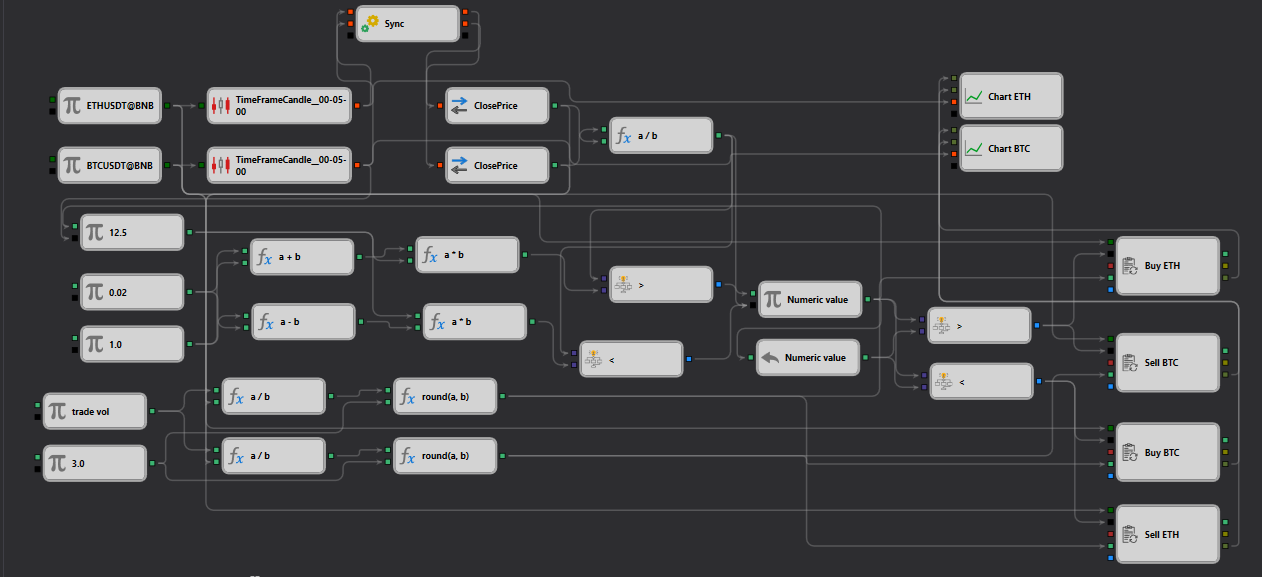 Sync
ETHUSDT@BNB
TimeFrameCandle_00-05-
00
ClosePrice
Chart ETH
a / b
BTCUSDT@BNB
TimeFrameCandle_00-05-
00
ClosePrice
Chart BTC
12.5
a + b
a * b
Buy ETH
0.02
>
Numeric value
1.0
a - b
a * b
>
<
Numeric value
Sell BTC
<
trade vol
a / b
round(a, b)
3.0
a / b
round(a, b)
Buy BTC
Sell ETH